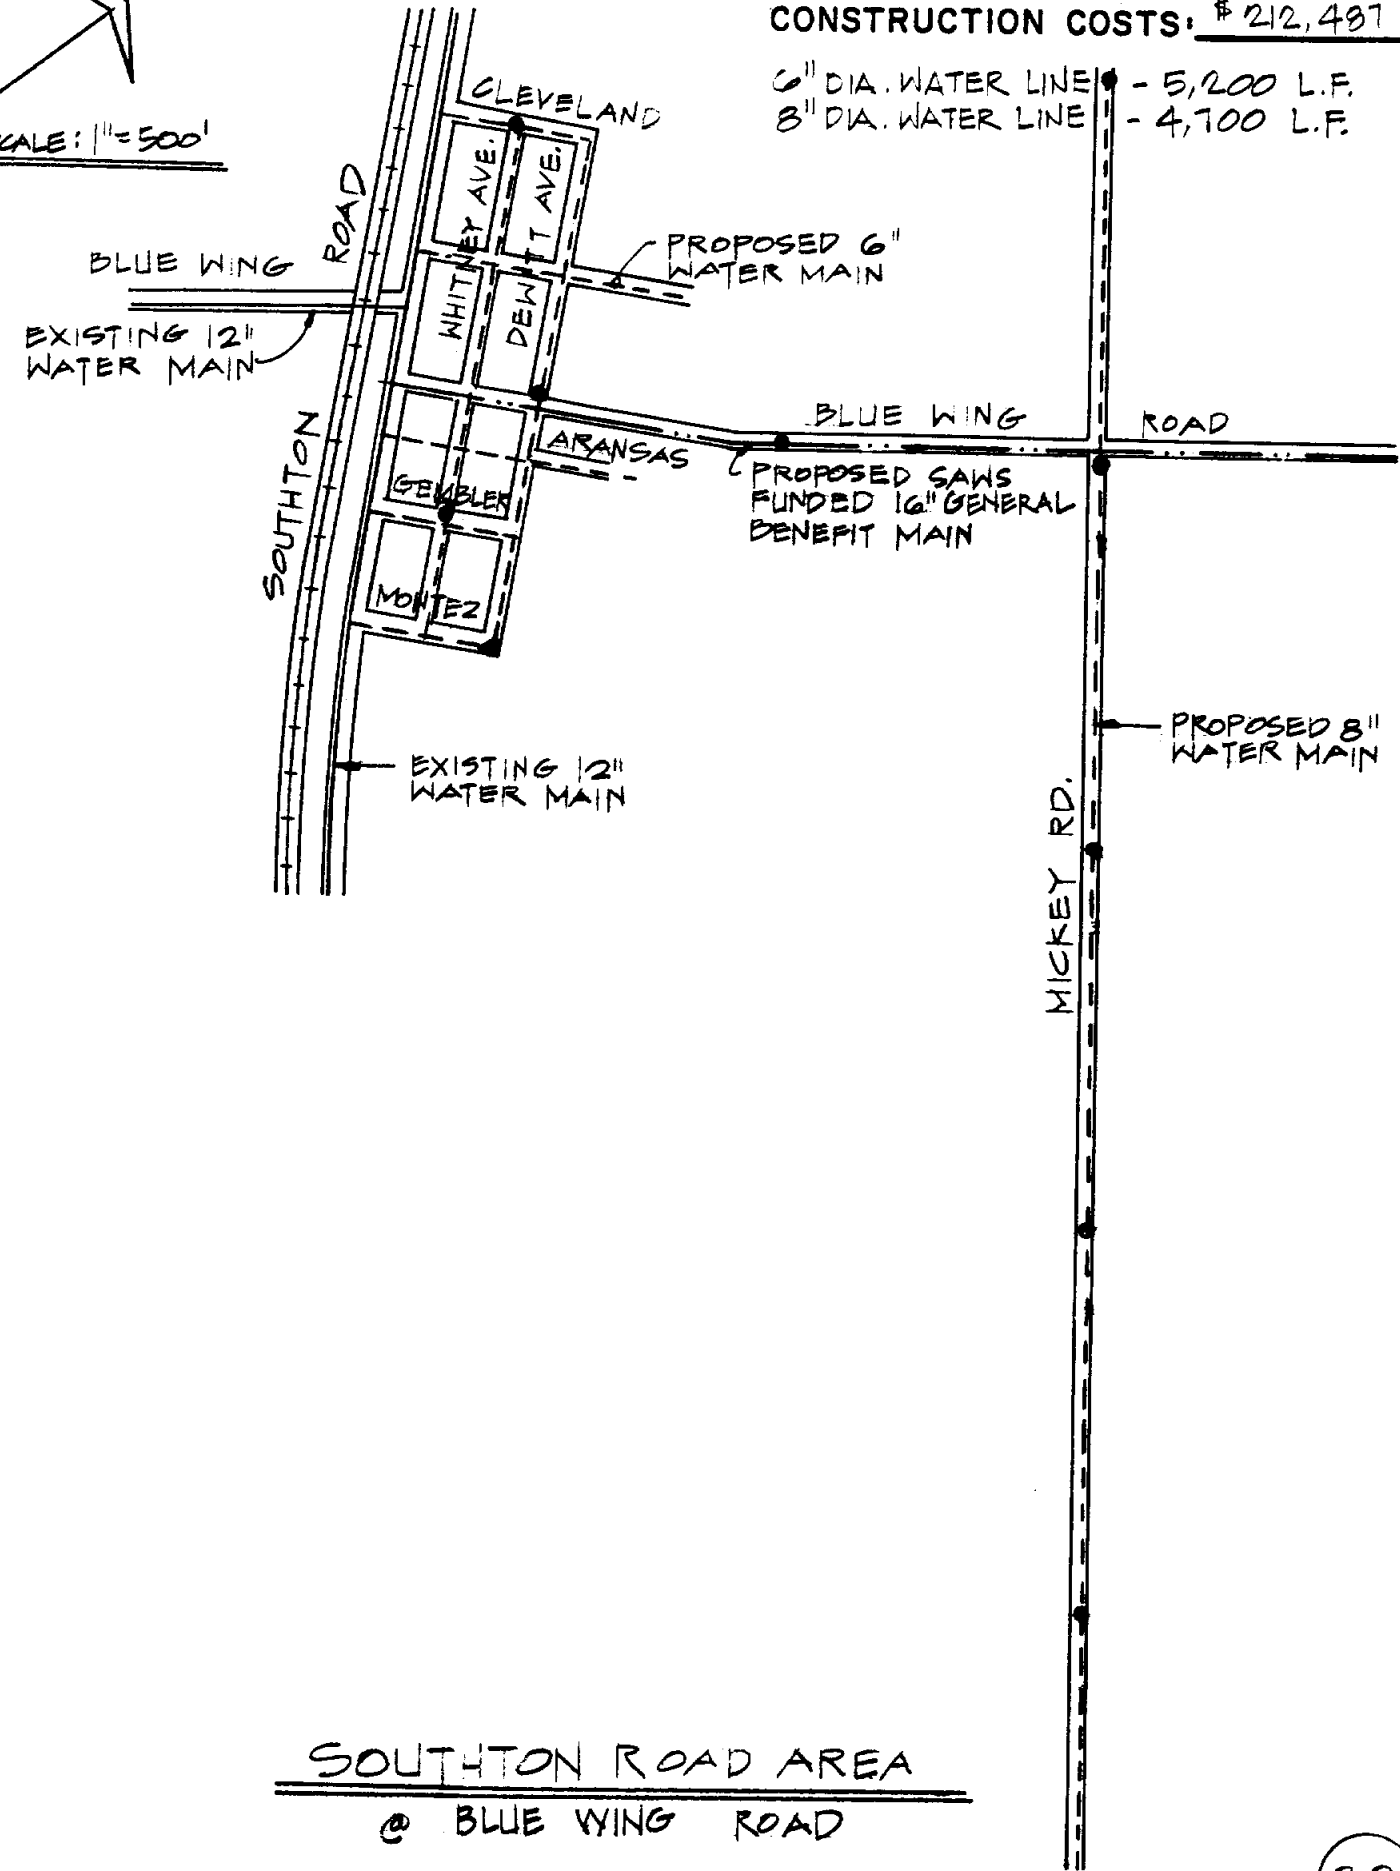 CONSTRUCTION COSTS: $212,487
6" DIA. WATER LINE - 5,200 L.F.
8" DIA. WATER LINE - 4,700 L.F.
SCALE: 1"=500'
CLEVELAND
WHITNEY AVE.
DEWITT AVE.
SOUTHTON ROAD
BLUE WING
PROPOSED 6"
WATER MAIN
EXISTING 12"
WATER MAIN
BLUE WING ROAD
ARANSAS
PROPOSED SAWS
FUNDED 16" GENERAL
BENEFIT MAIN
GEMBLER
MONTEZ
PROPOSED 8"
WATER MAIN
EXISTING 12"
WATER MAIN
MICKEY RD.
SOUTHTON ROAD AREA
@ BLUE WING ROAD